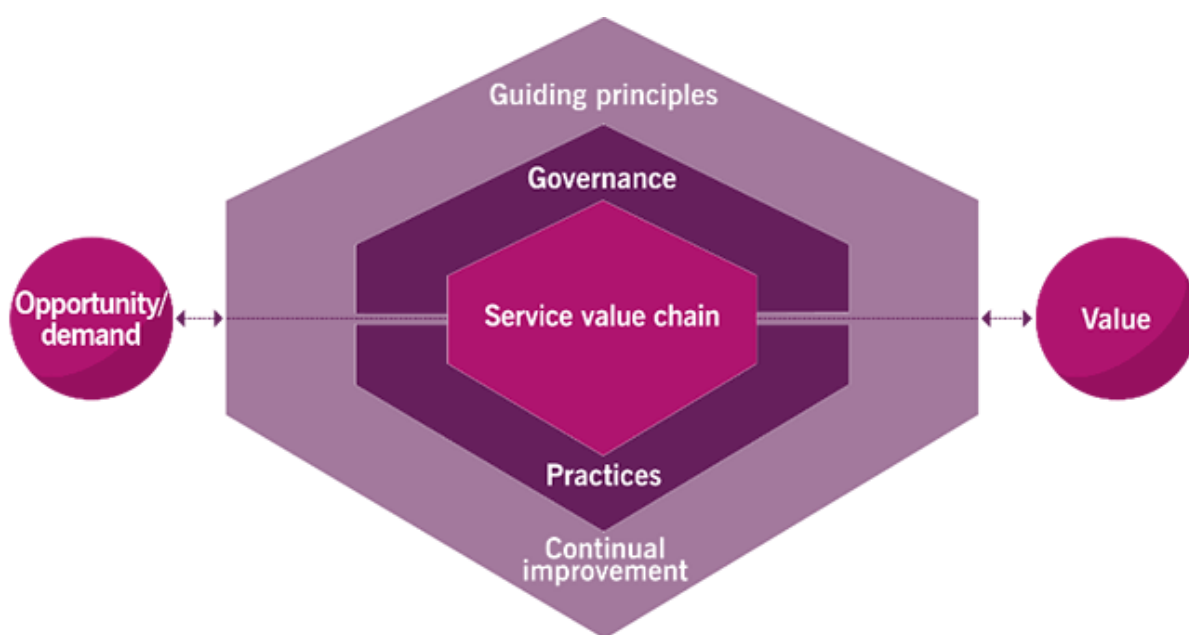 Guiding principles
Governance
Opportunity/
demand
Service value chain
Value
Practices
Continual
improvement